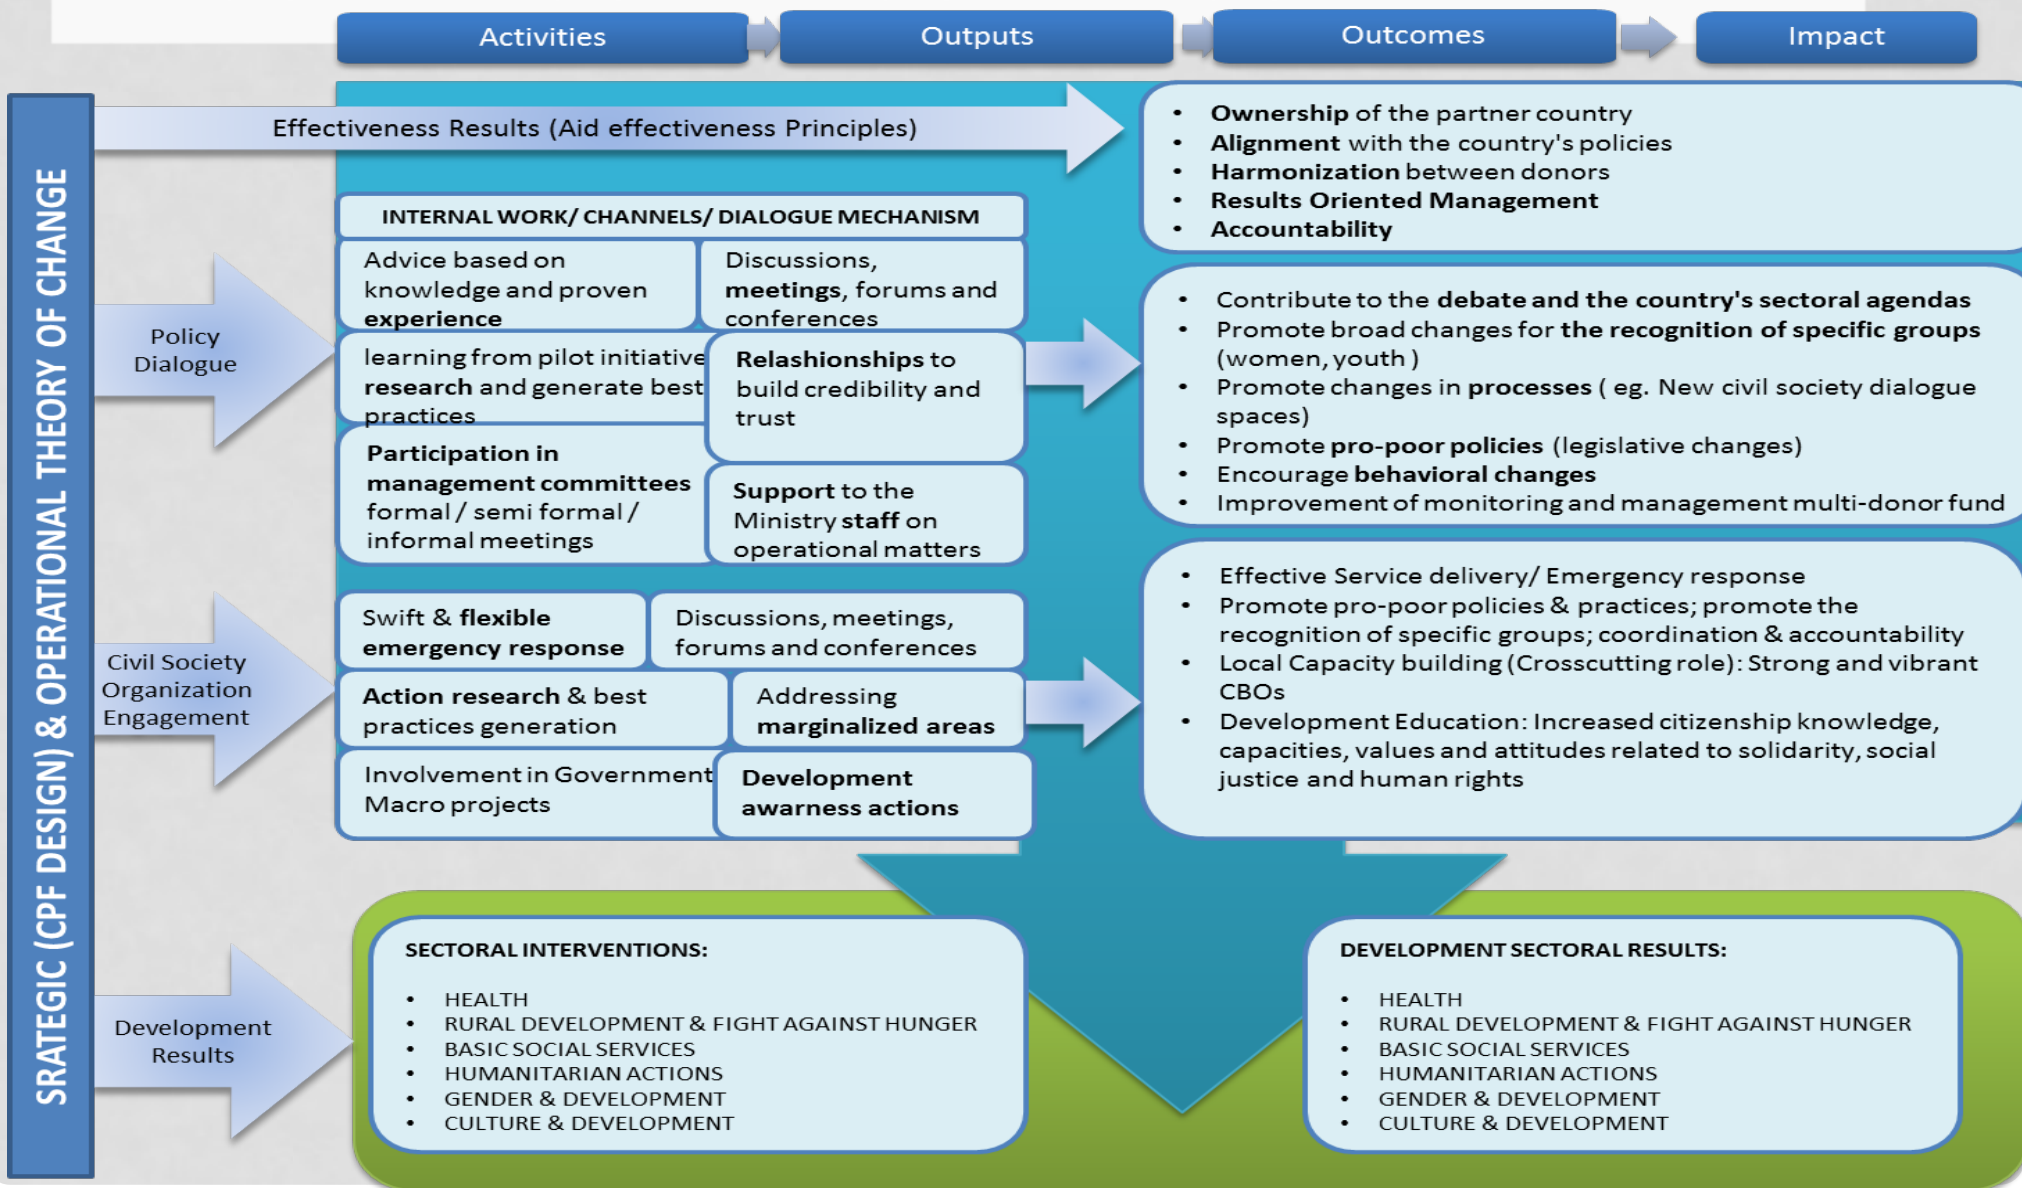 Activities
Outputs
Outcomes
Impact
SRATEGIC (CPF DESIGN) & OPERATIONAL THEORY OF CHANGE
Effectiveness Results (Aid effectiveness Principles)
• Ownership of the partner country
• Alignment with the country's policies
• Harmonization between donors
• Results Oriented Management
• Accountability
Policy
Dialogue
INTERNAL WORK/ CHANNELS/ DIALOGUE MECHANISM
Advice based on
knowledge and proven
experience
Discussions,
meetings, forums and
conferences
learning from pilot initiative
research and generate best
practices
Relashionships to
build credibility and
trust
Participation in
management committees
formal / semi formal /
informal meetings
Support to the
Ministry staff on
operational matters
• Contribute to the debate and the country's sectoral agendas
• Promote broad changes for the recognition of specific groups
(women, youth )
• Promote changes in processes ( eg. New civil society dialogue
spaces)
• Promote pro-poor policies (legislative changes)
• Encourage behavioral changes
• Improvement of monitoring and management multi-donor fund
Civil Society
Organization
Engagement
Swift & flexible
emergency response
Discussions, meetings,
forums and conferences
Action research & best
practices generation
Addressing
marginalized areas
Involvement in Government
Macro projects
Development
awarness actions
• Effective Service delivery/ Emergency response
• Promote pro-poor policies & practices; promote the
recognition of specific groups; coordination & accountability
• Local Capacity building (Crosscutting role): Strong and vibrant
CBOs
• Development Education: Increased citizenship knowledge,
capacities, values and attitudes related to solidarity, social
justice and human rights
Development
Results
SECTORAL INTERVENTIONS:
• HEALTH
• RURAL DEVELOPMENT & FIGHT AGAINST HUNGER
• BASIC SOCIAL SERVICES
• HUMANITARIAN ACTIONS
• GENDER & DEVELOPMENT
• CULTURE & DEVELOPMENT
DEVELOPMENT SECTORAL RESULTS:
• HEALTH
• RURAL DEVELOPMENT & FIGHT AGAINST HUNGER
• BASIC SOCIAL SERVICES
• HUMANITARIAN ACTIONS
• GENDER & DEVELOPMENT
• CULTURE & DEVELOPMENT